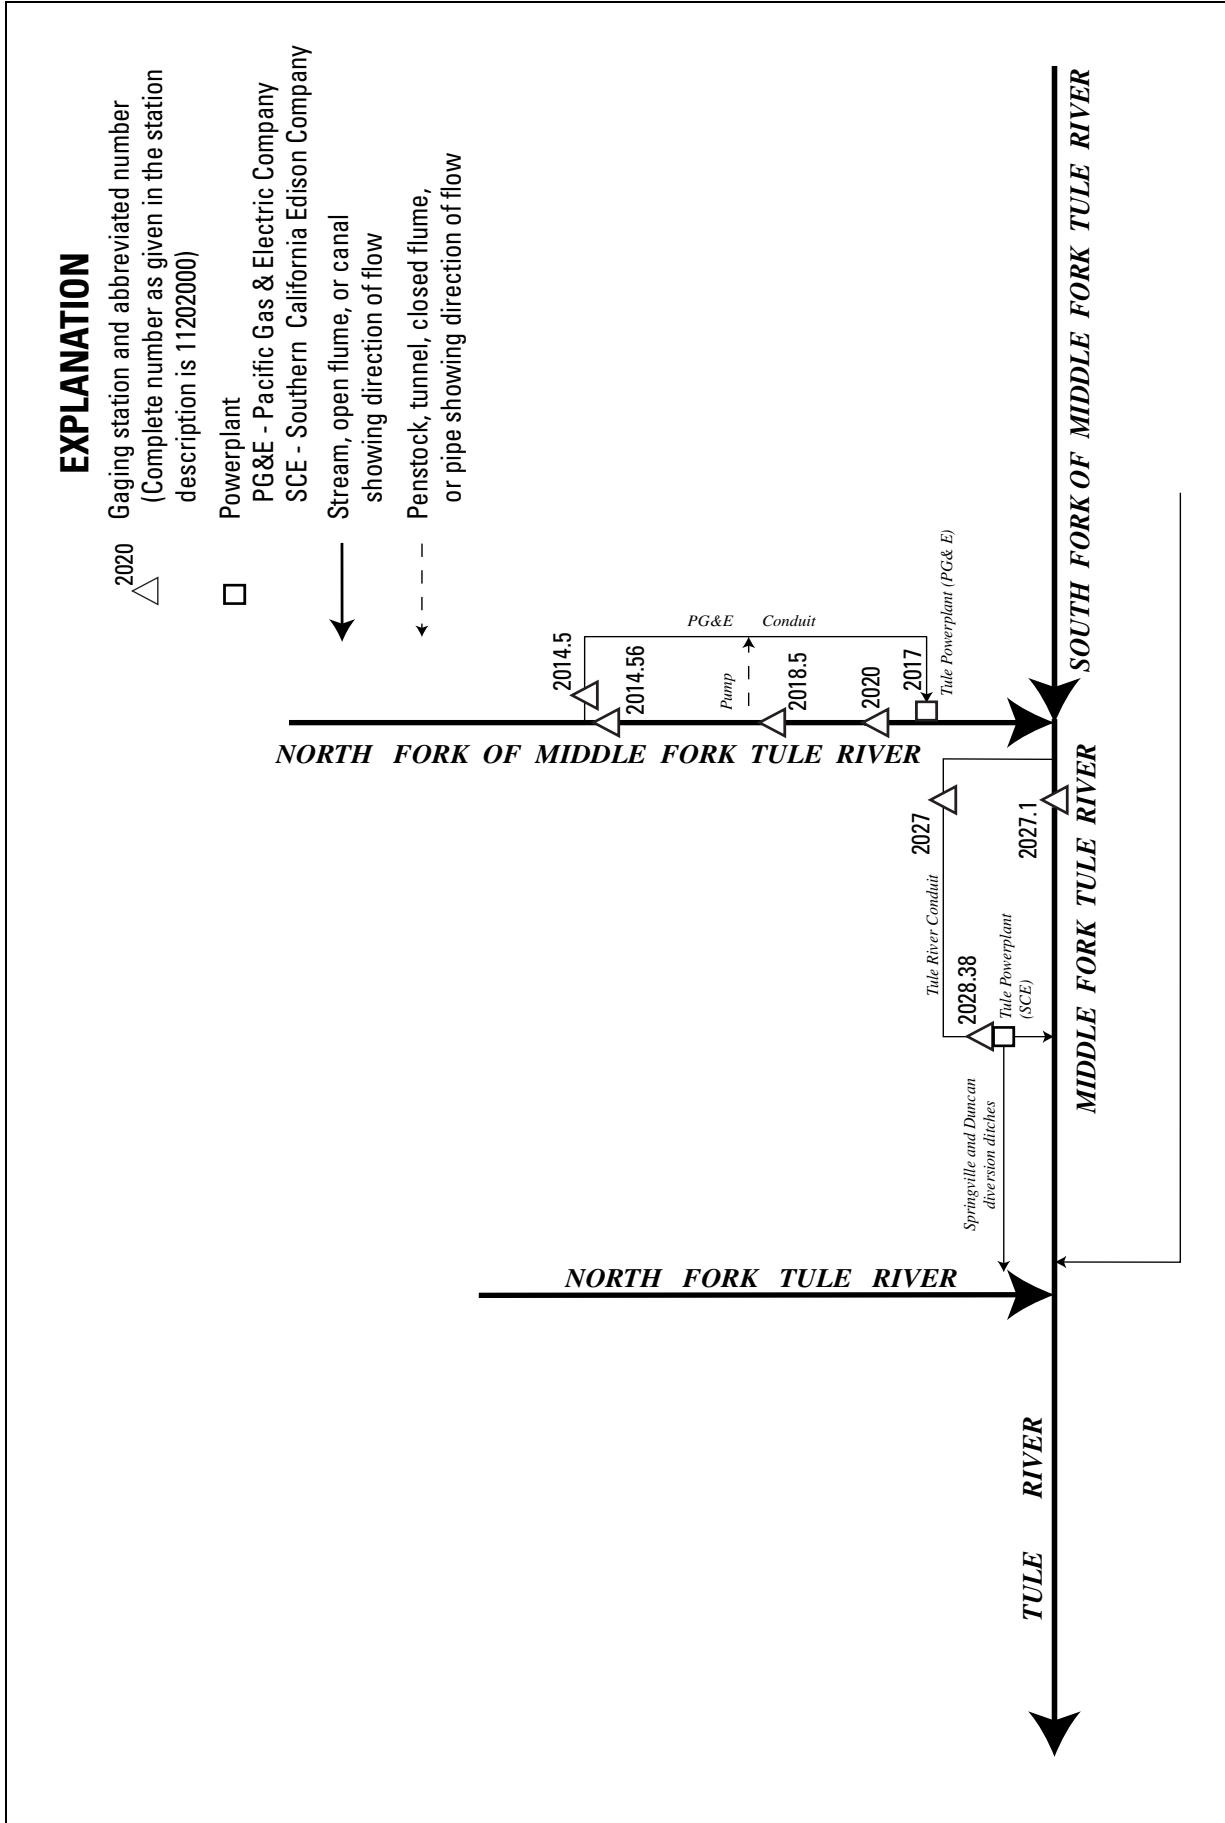 EXPLANATION
2020
Gaging station and abbreviated number
(Complete number as given in the station
description is 11202000)
Powerplant
PG&E - Pacific Gas & Electric Company
SCE - Southern California Edison Company
Stream, open flume, or canal
showing direction of flow
Penstock, tunnel, closed flume,
or pipe showing direction of flow
2014.5
2014.56
PG&E Conduit
Pump
2018.5
2020
2017
Tule Powerplant (PG& E)
NORTH FORK OF MIDDLE FORK TULE RIVER
SOUTH FORK OF MIDDLE FORK TULE RIVER
2027
2027.1
Tule River Conduit
2028.38
Tule Powerplant
(SCE)
MIDDLE FORK TULE RIVER
Springville and Duncan
diversion ditches
NORTH FORK TULE RIVER
TULE RIVER